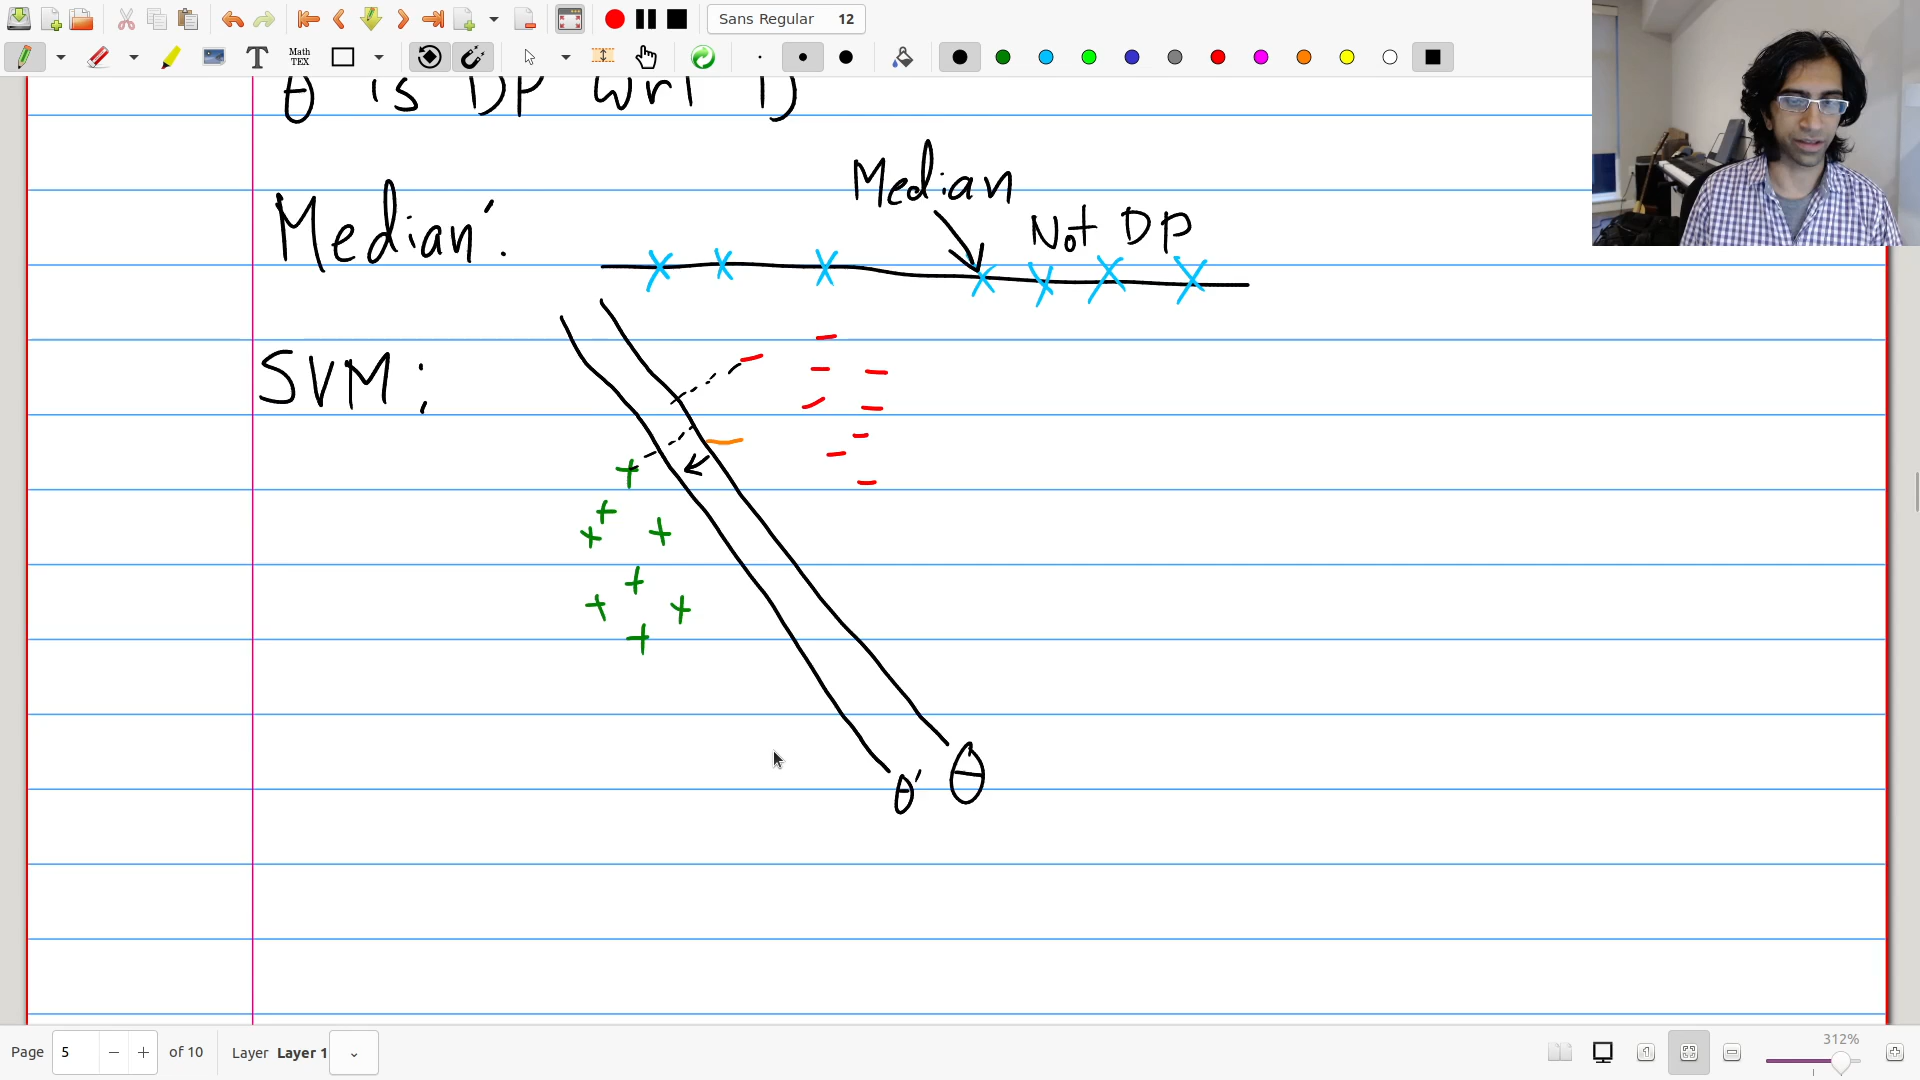 Sans Regular 12
Math
TEX
θ is DP wrt D
Median
Median:
Not DP
SVM:
θ'
θ
Page 5 of 10 Layer Layer 1
312%